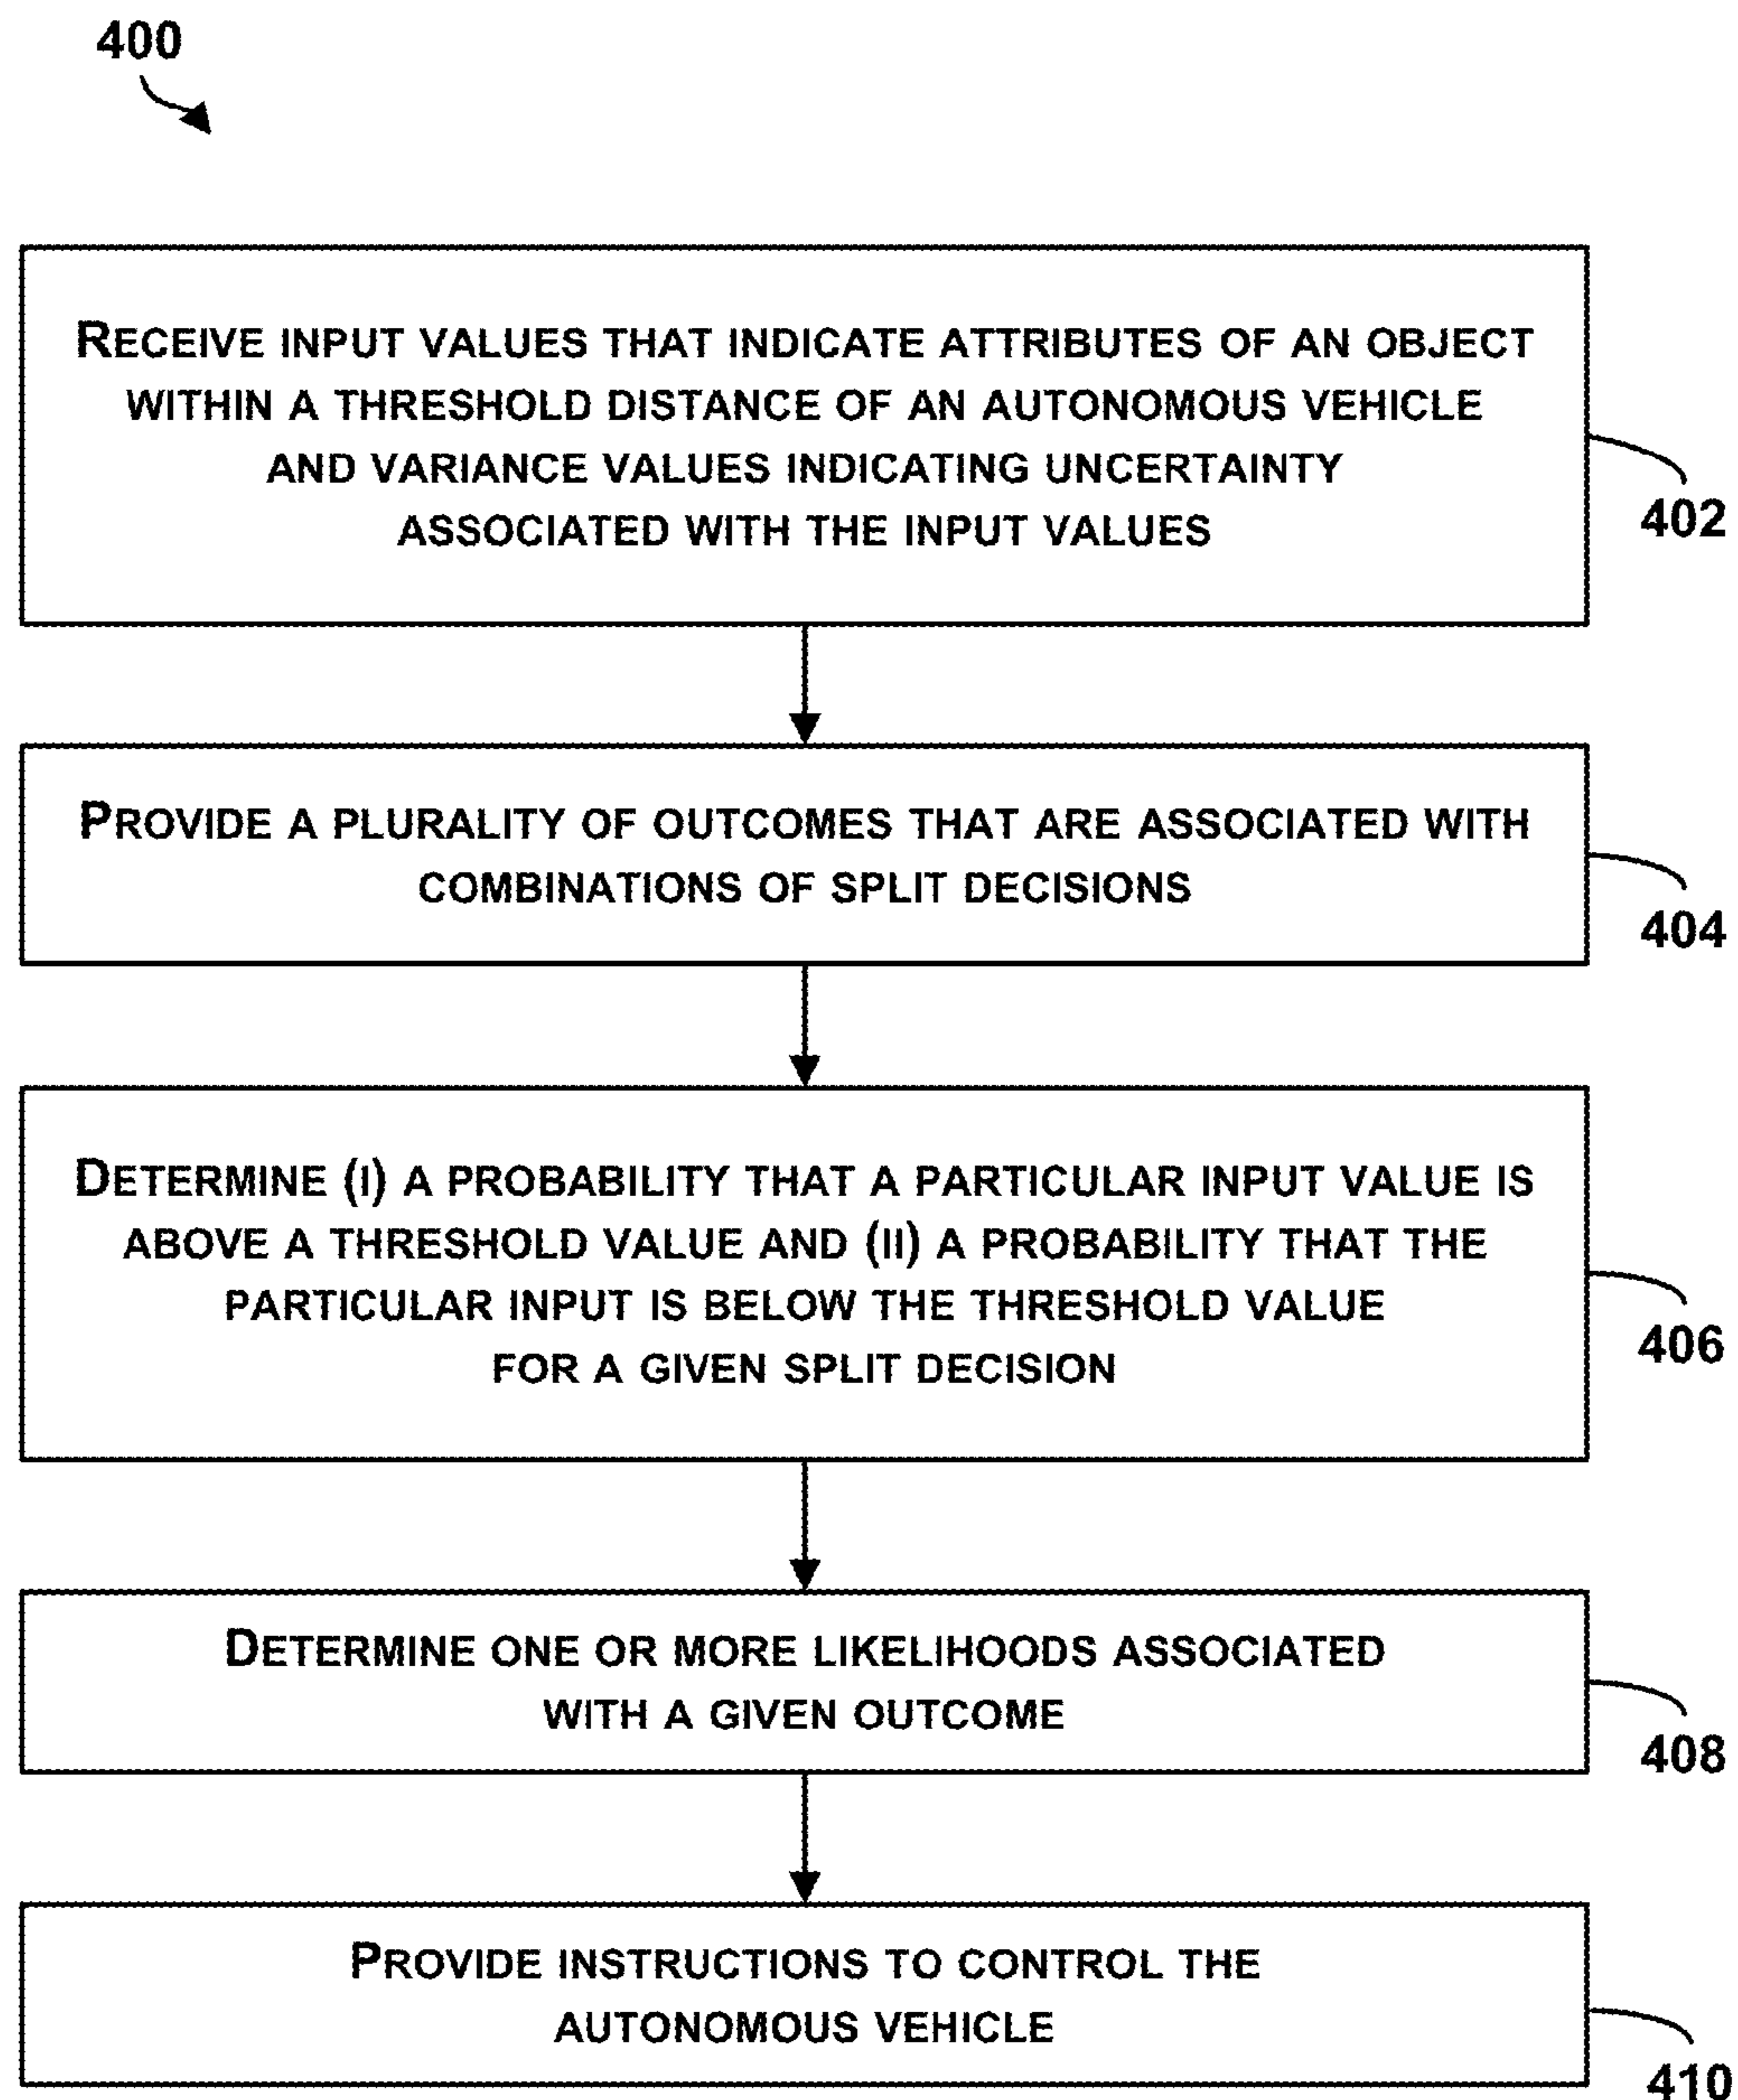 400
RECEIVE INPUT VALUES THAT INDICATE ATTRIBUTES OF AN OBJECT
WITHIN A THRESHOLD DISTANCE OF AN AUTONOMOUS VEHICLE
AND VARIANCE VALUES INDICATING UNCERTAINTY
ASSOCIATED WITH THE INPUT VALUES
402
PROVIDE A PLURALITY OF OUTCOMES THAT ARE ASSOCIATED WITH
COMBINATIONS OF SPLIT DECISIONS
404
DETERMINE (I) A PROBABILITY THAT A PARTICULAR INPUT VALUE IS
ABOVE A THRESHOLD VALUE AND (II) A PROBABILITY THAT THE
PARTICULAR INPUT IS BELOW THE THRESHOLD VALUE
FOR A GIVEN SPLIT DECISION
406
DETERMINE ONE OR MORE LIKELIHOODS ASSOCIATED
WITH A GIVEN OUTCOME
408
PROVIDE INSTRUCTIONS TO CONTROL THE
AUTONOMOUS VEHICLE
410